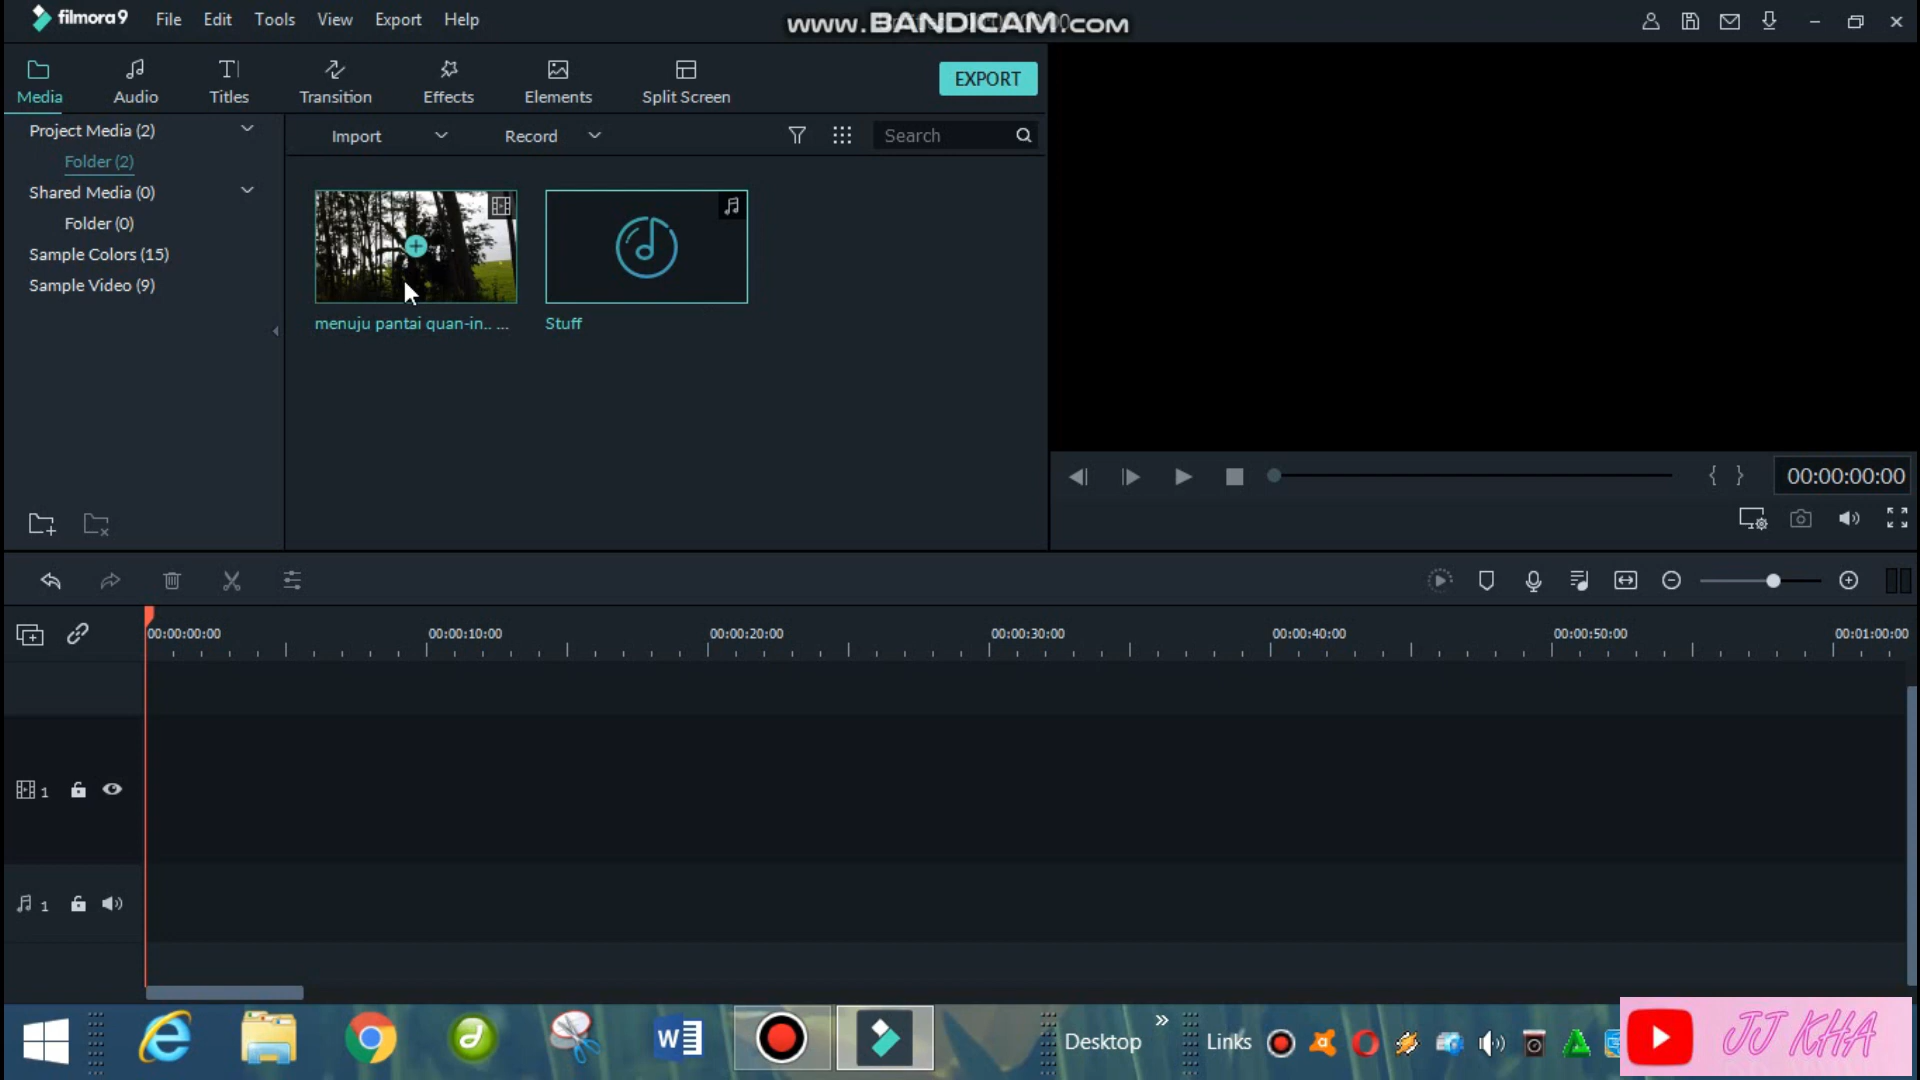 filmora9 File Edit Tools View Export Help
www.BANDICAM.com
Media Audio Titles Transition Effects Elements Split Screen EXPORT
Project Media (2)
Import Record Search
Folder (2)
Shared Media (0)
Folder (0)
Sample Colors (15)
Sample Video (9)
menuju pantai quan-in.. ... Stuff
{ } 00:00:00:00
00:00:00:00 00:00:10:00 00:00:20:00 00:00:30:00 00:00:40:00 00:00:50:00 00:01:00:00
1
1
Desktop » Links
JJ KHA